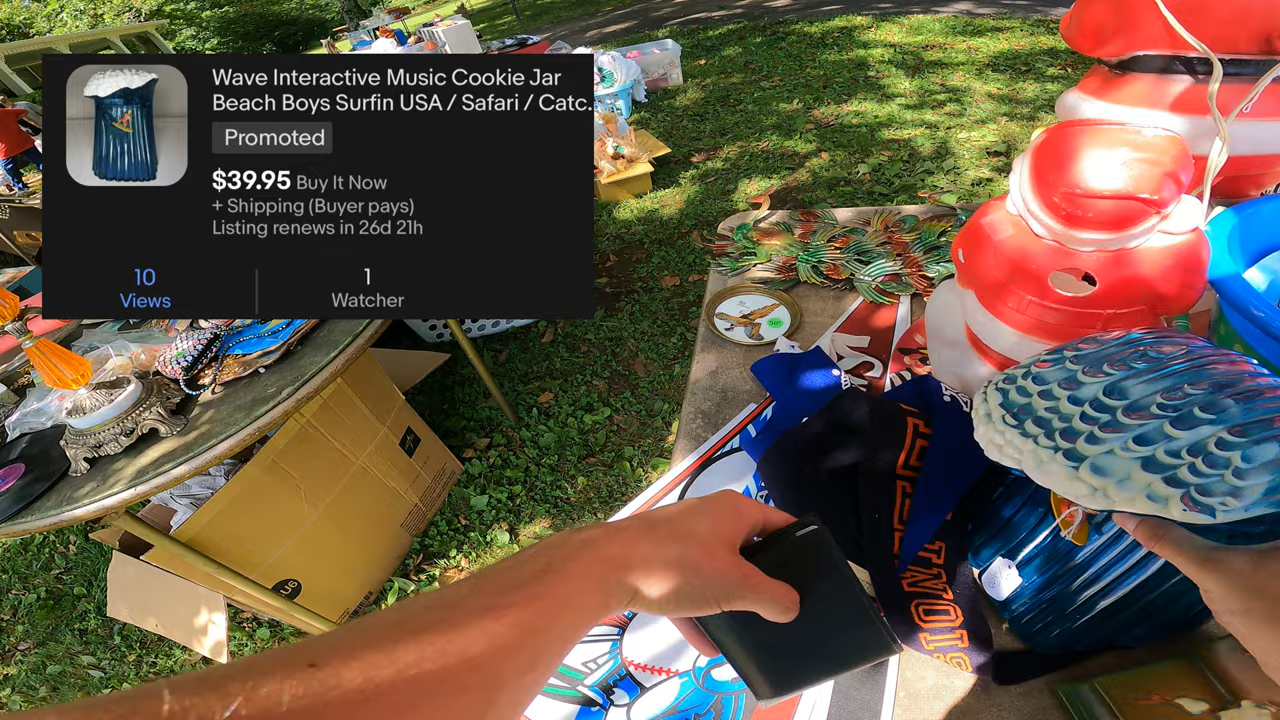 Wave Interactive Music Cookie Jar
Beach Boys Surfin USA / Safari / Catc...
Promoted
$39.95 Buy It Now
+ Shipping (Buyer pays)
Listing renews in 26d 21h
10
Views
1
Watcher
ILLINOIS
50¢